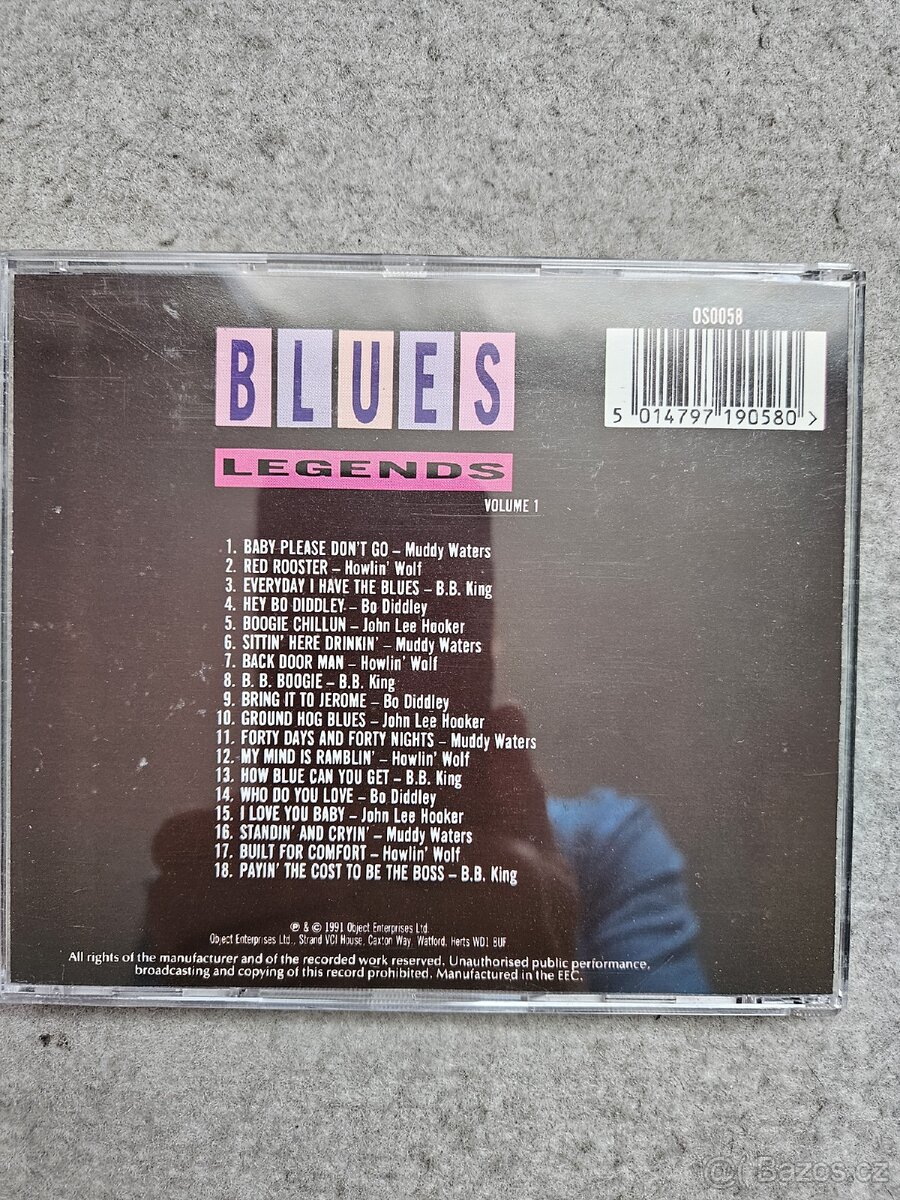 OS0058
BLUES
5 014797 190580 >
LEGENDS
VOLUME 1
1. BABY PLEASE DON'T GO – Muddy Waters
2. RED ROOSTER – Howlin' Wolf
3. EVERYDAY I HAVE THE BLUES – B.B. King
4. HEY BO DIDDLEY – Bo Diddley
5. BOOGIE CHILLUN – John Lee Hooker
6. SITTIN' HERE DRINKIN' – Muddy Waters
7. BACK DOOR MAN – Howlin' Wolf
8. B. B. BOOGIE – B.B. King
9. BRING IT TO JEROME – Bo Diddley
10. GROUND HOG BLUES – John Lee Hooker
11. FORTY DAYS AND FORTY NIGHTS – Muddy Waters
12. MY MIND IS RAMBLIN' – Howlin' Wolf
13. HOW BLUE CAN YOU GET – B.B. King
14. WHO DO YOU LOVE – Bo Diddley
15. I LOVE YOU BABY – John Lee Hooker
16. STANDIN' AND CRYIN' – Muddy Waters
17. BUILT FOR COMFORT – Howlin' Wolf
18. PAYIN' THE COST TO BE THE BOSS – B.B. King
℗ & © 1991 Object Enterprises Ltd.
Object Enterprises Ltd., Strand VCI House, Caxton Way, Watford, Herts WD1 8UF
All rights of the manufacturer and of the recorded work reserved. Unauthorised public performance,
broadcasting and copying of this record prohibited. Manufactured in the EEC.
© Bazos.cz